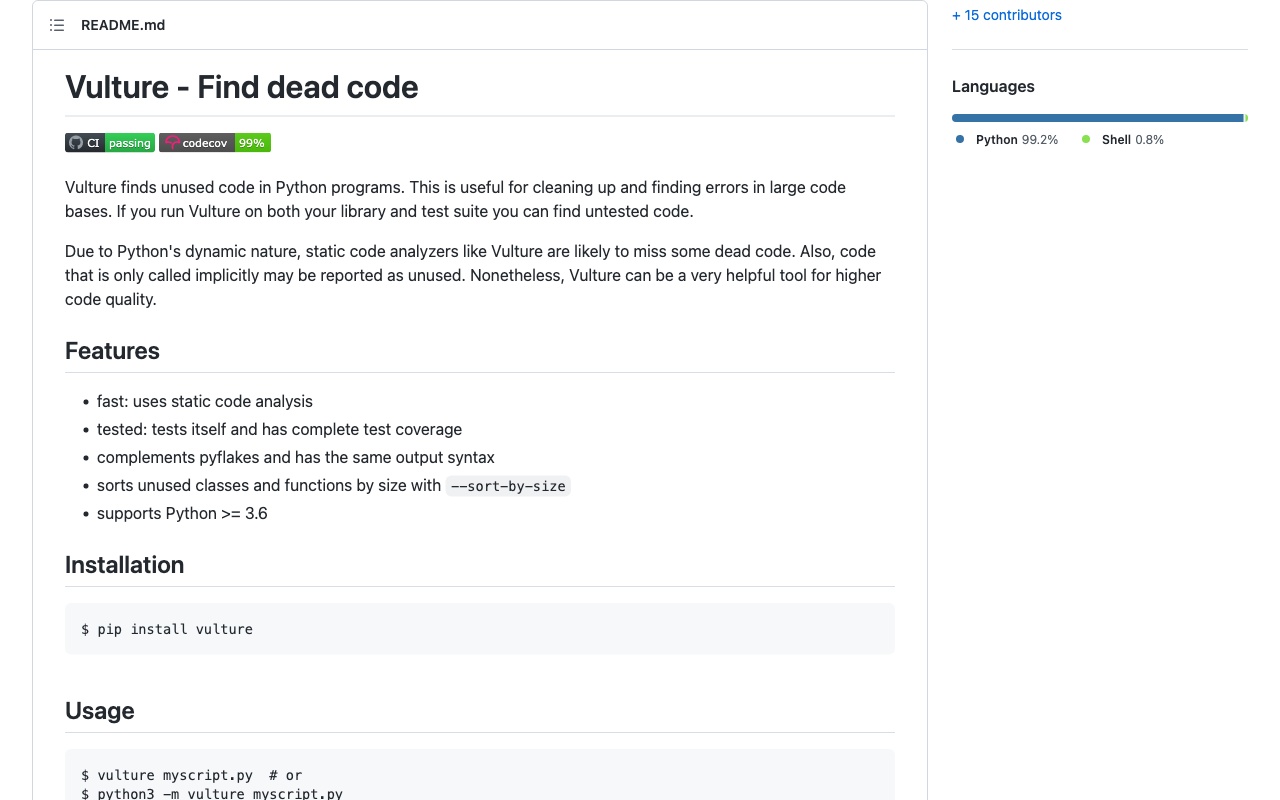 README.md
Vulture - Find dead code
CI passing codecov 99%
Vulture finds unused code in Python programs. This is useful for cleaning up and finding errors in large code
bases. If you run Vulture on both your library and test suite you can find untested code.
Due to Python's dynamic nature, static code analyzers like Vulture are likely to miss some dead code. Also, code
that is only called implicitly may be reported as unused. Nonetheless, Vulture can be a very helpful tool for higher
code quality.
Features
• fast: uses static code analysis
• tested: tests itself and has complete test coverage
• complements pyflakes and has the same output syntax
• sorts unused classes and functions by size with --sort-by-size
• supports Python >= 3.6
Installation
$ pip install vulture
Usage
$ vulture myscript.py  # or
$ python3 -m vulture myscript.py
+ 15 contributors
Languages
Python 99.2% Shell 0.8%